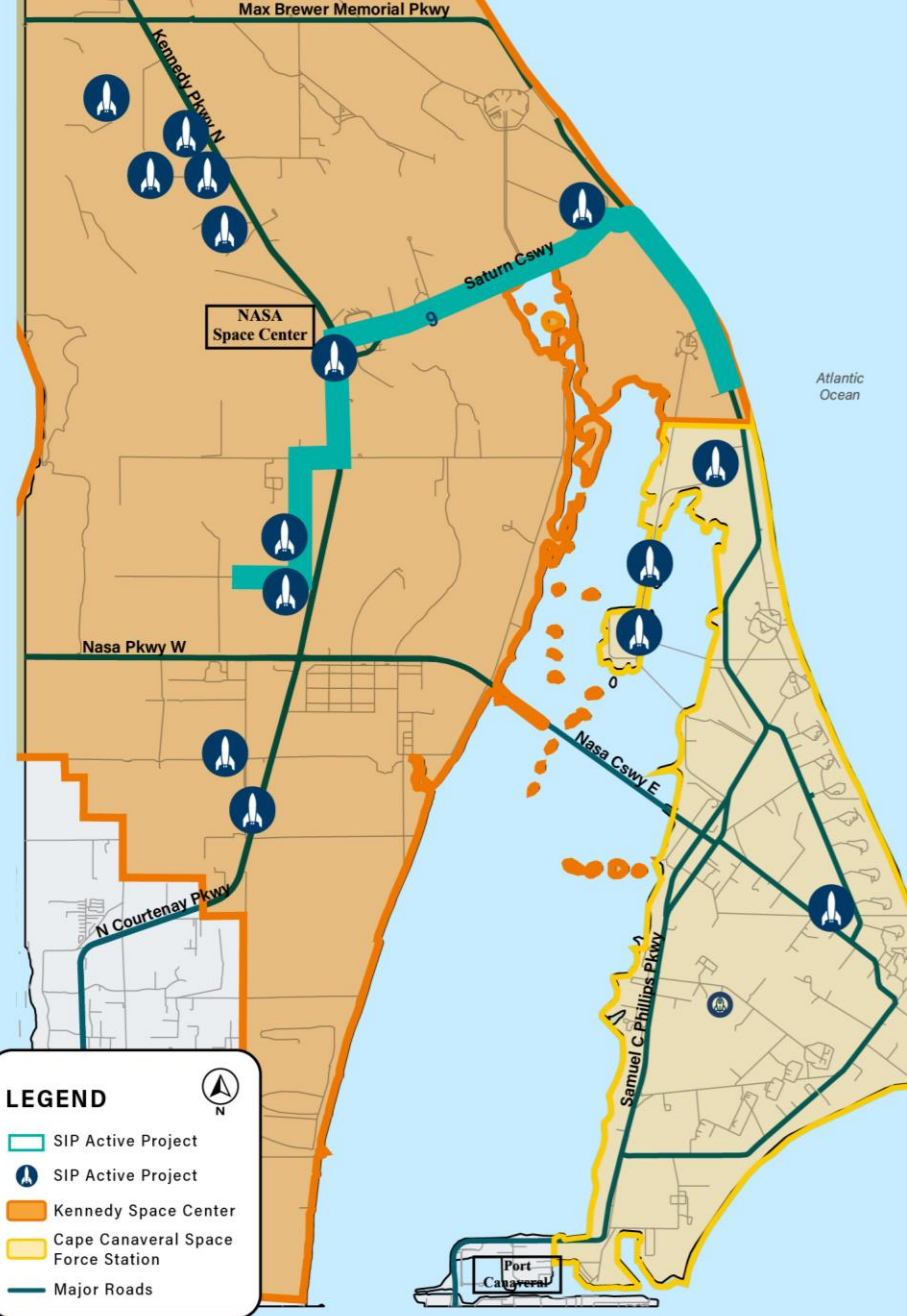 Max Brewer Memorial Pkwy
Kennedy Pkwy N
Saturn Cswy
9
NASA
Space Center
Atlantic
Ocean
Nasa Pkwy W
Nasa Cswy E
N Courtenay Pkwy
Samuel C Phillips Pkwy
LEGEND
N
SIP Active Project
SIP Active Project
Kennedy Space Center
Cape Canaveral Space
Force Station
Major Roads
Port
Canaveral